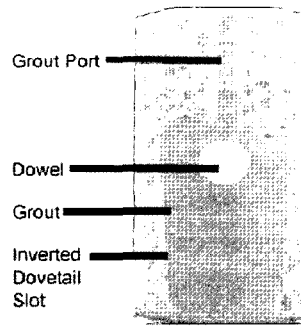 Grout Port
Dowel
Grout
Inverted
Dovetail
Slot